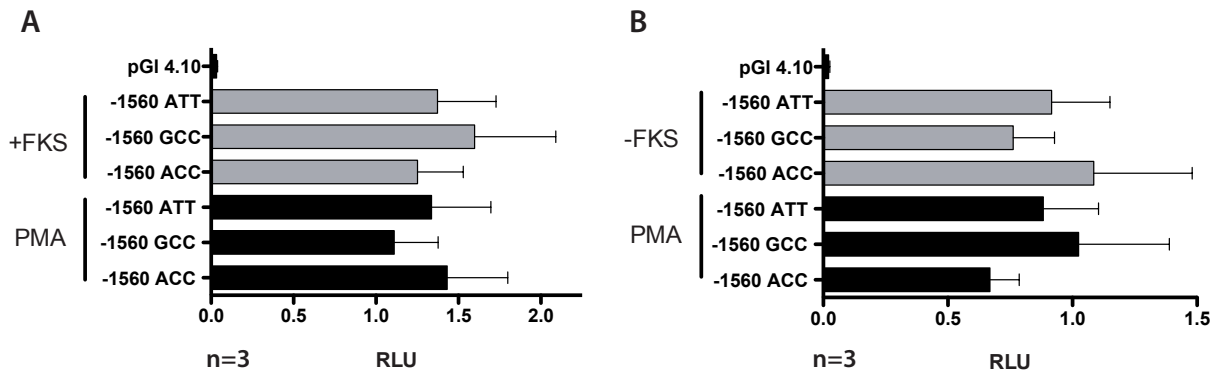 A
pGl 4.10
+FKS
-1560 ATT
-1560 GCC
-1560 ACC
PMA
-1560 ATT
-1560 GCC
-1560 ACC
0.0 0.5 1.0 1.5 2.0
n=3 RLU
B
pGl 4.10
-FKS
-1560 ATT
-1560 GCC
-1560 ACC
PMA
-1560 ATT
-1560 GCC
-1560 ACC
0.0 0.5 1.0 1.5
n=3 RLU